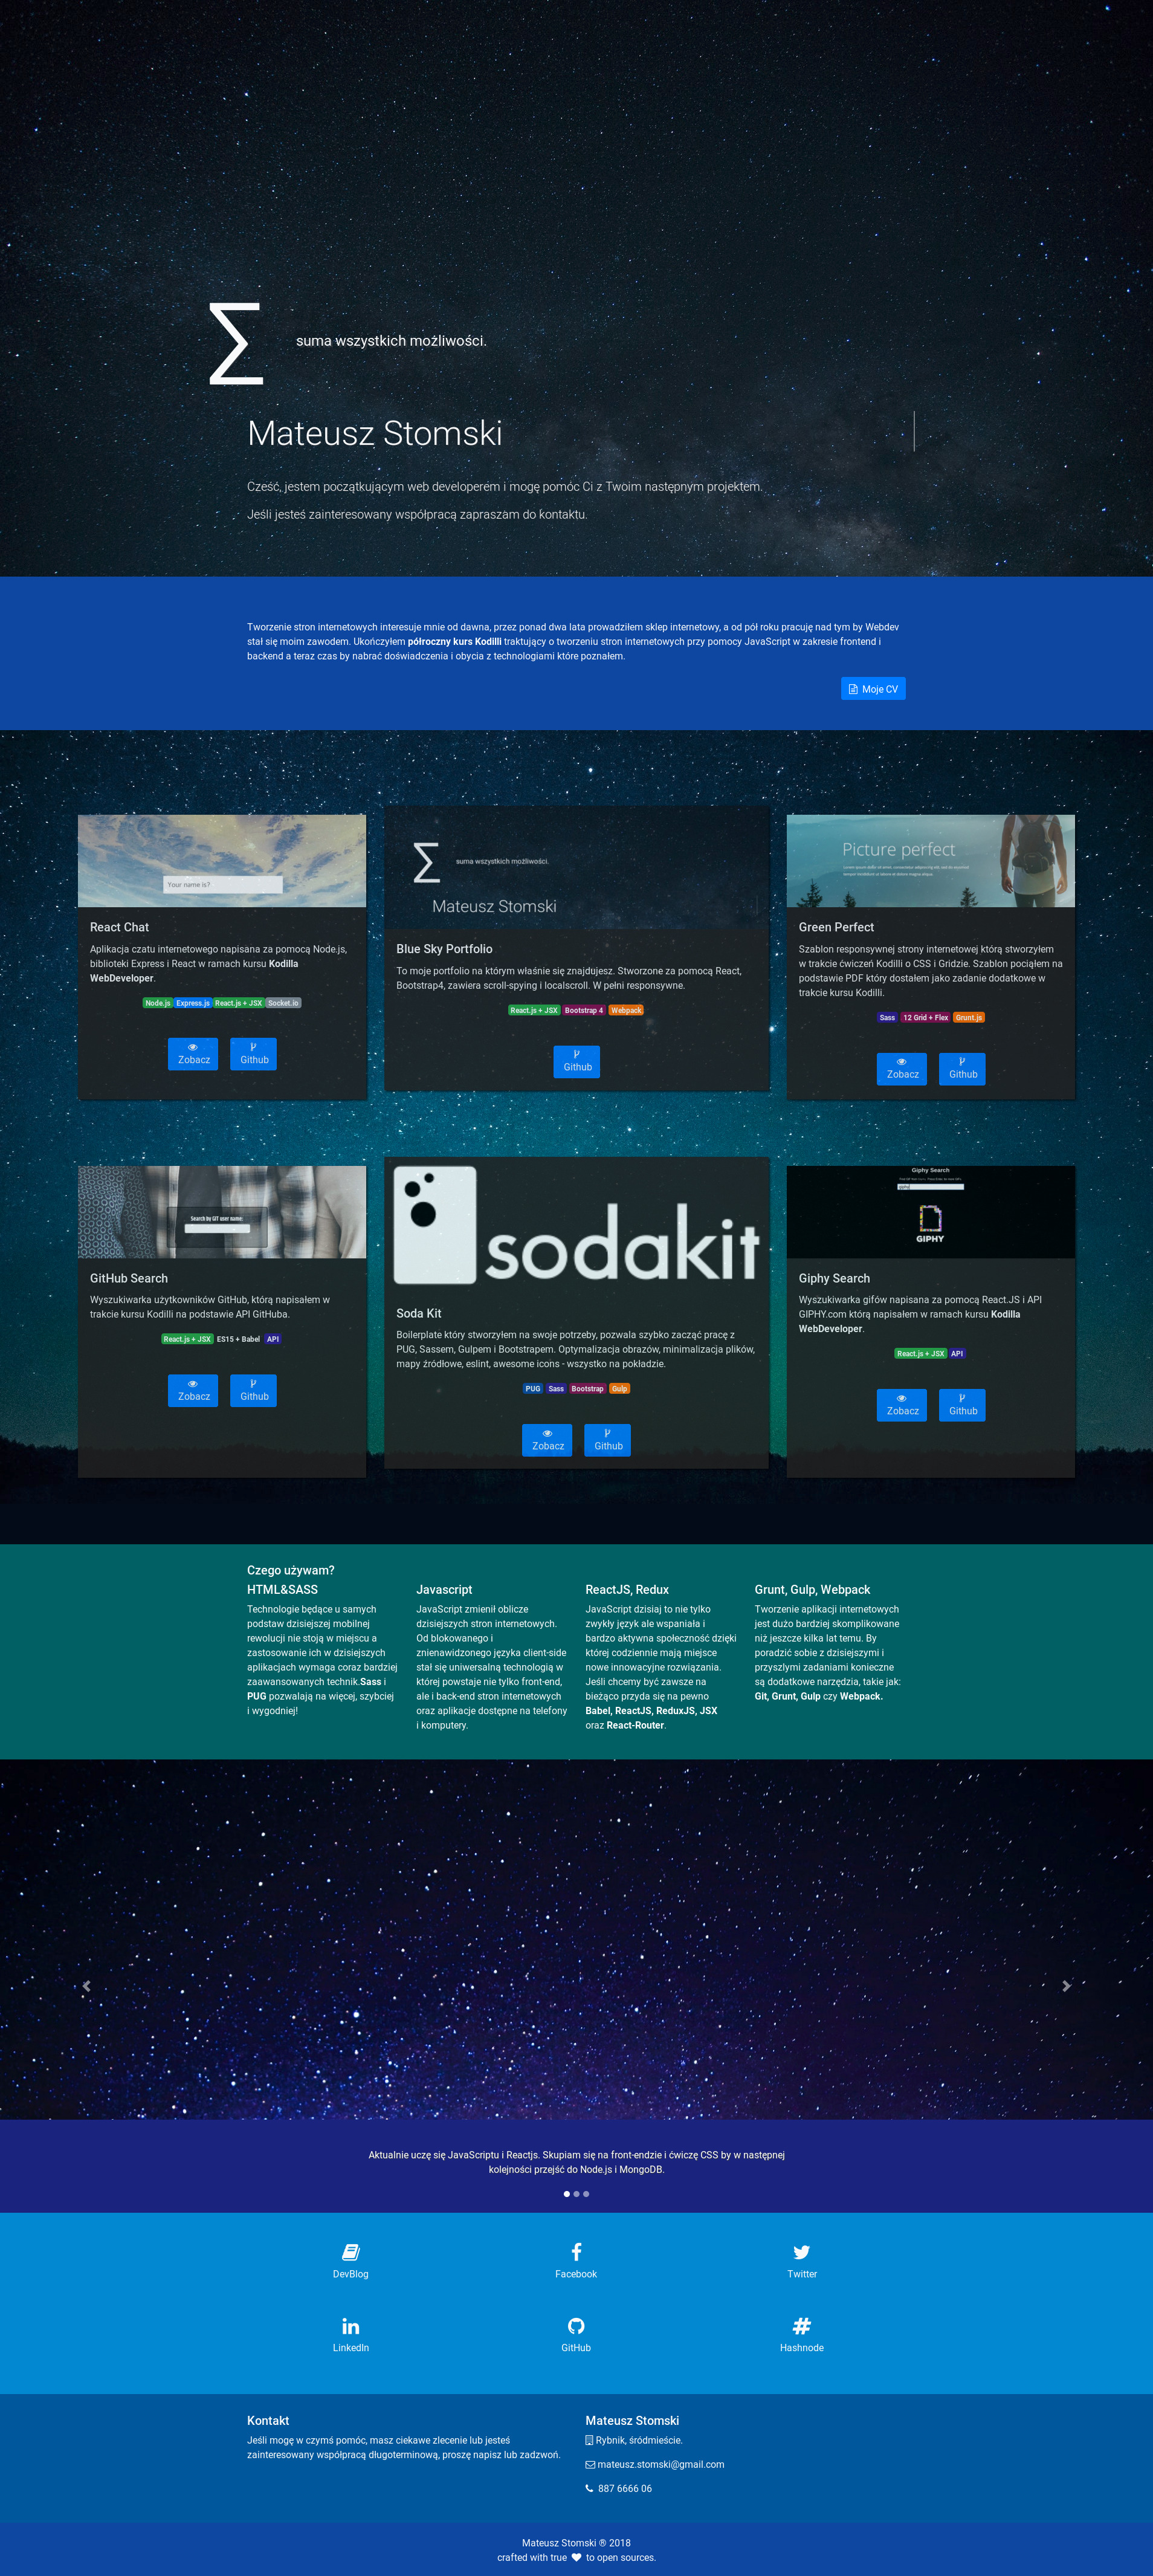 ∑
suma wszystkich możliwości.
Mateusz Stomski
Cześć, jestem początkującym web developerem i mogę pomóc Ci z Twoim następnym projektem.
Jeśli jesteś zainteresowany współpracą zapraszam do kontaktu.
Tworzenie stron internetowych interesuje mnie od dawna, przez ponad dwa lata prowadziłem sklep internetowy, a od pół roku pracuję nad tym by Webdev
stał się moim zawodem. Ukończyłem półroczny kurs Kodilli traktujący o tworzeniu stron internetowych przy pomocy JavaScript w zakresie frontend i
backend a teraz czas by nabrać doświadczenia i obycia z technologiami które poznałem.
Moje CV
Your name is?
React Chat
Aplikacja czatu internetowego napisana za pomocą Node.js,
biblioteki Express i React w ramach kursu Kodilla
WebDeveloper.
Node.js Express.js React.js + JSX Socket.io
Zobacz
Github
∑
suma wszystkich możliwości.
Mateusz Stomski
Blue Sky Portfolio
To moje portfolio na którym właśnie się znajdujesz. Stworzone za pomocą React,
Bootstrap4, zawiera scroll-spying i localscroll. W pełni responsywne.
React.js + JSX Bootstrap 4 Webpack
Github
Picture perfect
Green Perfect
Szablon responsywnej strony internetowej którą stworzyłem
w trakcie ćwiczeń Kodilli o CSS i Gridzie. Szablon pociąłem na
podstawie PDF który dostałem jako zadanie dodatkowe w
trakcie kursu Kodilli.
Sass 12 Grid + Flex Grunt.js
Zobacz
Github
Search by GIT user name:
GitHub Search
Wyszukiwarka użytkowników GitHub, którą napisałem w
trakcie kursu Kodilli na podstawie API GitHuba.
React.js + JSX ES15 + Babel API
Zobacz
Github
sodakit
Soda Kit
Boilerplate który stworzyłem na swoje potrzeby, pozwala szybko zacząć pracę z
PUG, Sassem, Gulpem i Bootstrapem. Optymalizacja obrazów, minimalizacja plików,
mapy źródłowe, eslint, awesome icons - wszystko na pokładzie.
PUG Sass Bootstrap Gulp
Zobacz
Github
Giphy Search
GIPHY
Giphy Search
Wyszukiwarka gifów napisana za pomocą React.JS i API
GIPHY.com którą napisałem w ramach kursu Kodilla
WebDeveloper.
React.js + JSX API
Zobacz
Github
Czego używam?
HTML&SASS
Technologie będące u samych
podstaw dzisiejszej mobilnej
rewolucji nie stoją w miejscu a
zastosowanie ich w dzisiejszych
aplikacjach wymaga coraz bardziej
zaawansowanych technik.Sass i
PUG pozwalają na więcej, szybciej
i wygodniej!
Javascript
JavaScript zmienił oblicze
dzisiejszych stron internetowych.
Od blokowanego i
znienawidzonego języka client-side
stał się uniwersalną technologią w
której powstaje nie tylko front-end,
ale i back-end stron internetowych
oraz aplikacje dostępne na telefony
i komputery.
ReactJS, Redux
JavaScript dzisiaj to nie tylko
zwykły język ale wspaniała i
bardzo aktywna społeczność dzięki
której codziennie mają miejsce
nowe innowacyjne rozwiązania.
Jeśli chcemy być zawsze na
bieżąco przyda się na pewno
Babel, ReactJS, ReduxJS, JSX
oraz React-Router.
Grunt, Gulp, Webpack
Tworzenie aplikacji internetowych
jest dużo bardziej skomplikowane
niż jeszcze kilka lat temu. By
poradzić sobie z dzisiejszymi i
przyszlymi zadaniami konieczne
są dodatkowe narzędzia, takie jak:
Git, Grunt, Gulp czy Webpack.
Aktualnie uczę się JavaScriptu i Reactjs. Skupiam się na front-endzie i ćwiczę CSS by w następnej
kolejności przejść do Node.js i MongoDB.
DevBlog
Facebook
Twitter
LinkedIn
GitHub
Hashnode
Kontakt
Jeśli mogę w czymś pomóc, masz ciekawe zlecenie lub jesteś
zainteresowany współpracą długoterminową, proszę napisz lub zadzwoń.
Mateusz Stomski
Rybnik, śródmieście.
mateusz.stomski@gmail.com
887 6666 06
Mateusz Stomski ® 2018
crafted with true ♥ to open sources.